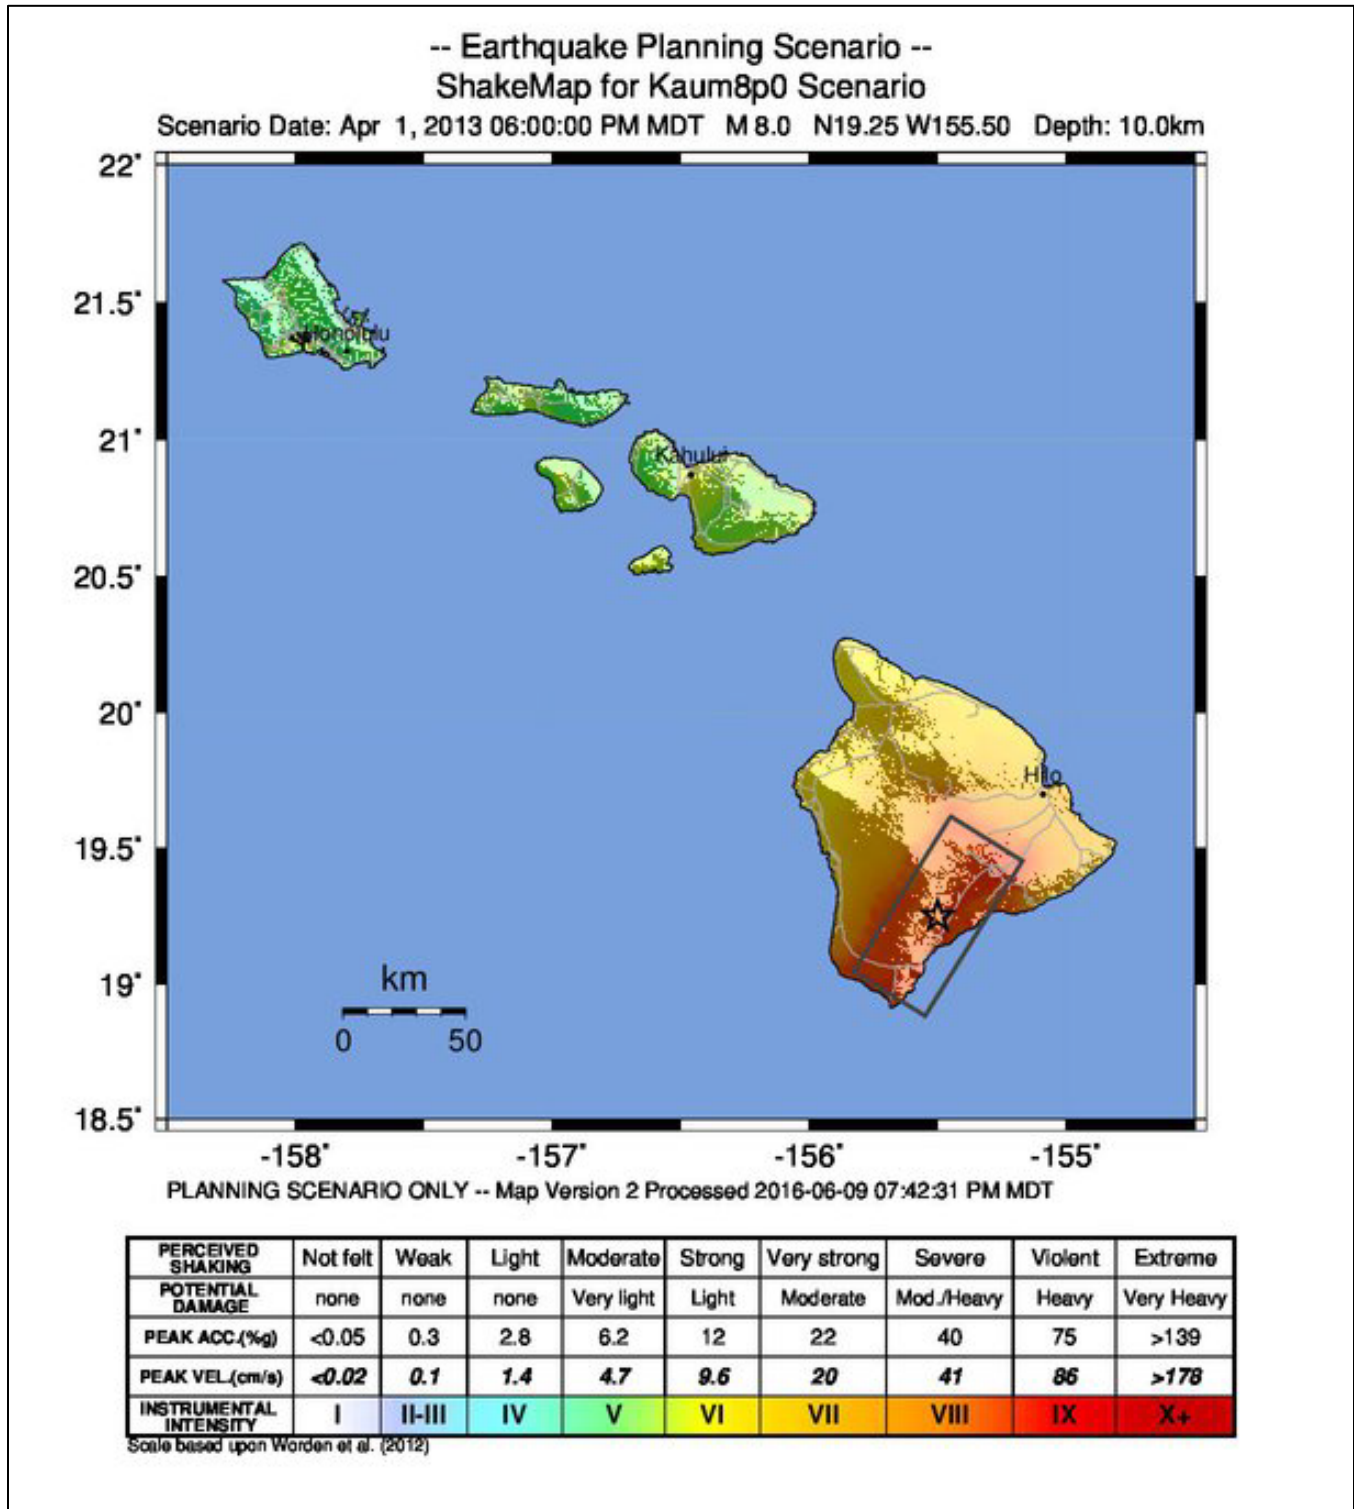 -- Earthquake Planning Scenario --
ShakeMap for Kaum8p0 Scenario
Scenario Date: Apr 1, 2013 06:00:00 PM MDT M 8.0 N19.25 W155.50 Depth: 10.0km
22°
21.5°
Honolulu
21°
Kahului
20.5°
20°
Hilo
19.5°
19°
km
0 50
18.5°
-158° -157° -156° -155°
PLANNING SCENARIO ONLY -- Map Version 2 Processed 2016-06-09 07:42:31 PM MDT
PERCEIVED SHAKING Not felt Weak Light Moderate Strong Very strong Severe Violent Extreme
POTENTIAL DAMAGE none none none Very light Light Moderate Mod./Heavy Heavy Very Heavy
PEAK ACC.(%g) <0.05 0.3 2.8 6.2 12 22 40 75 >139
PEAK VEL.(cm/s) <0.02 0.1 1.4 4.7 9.6 20 41 86 >178
INSTRUMENTAL INTENSITY I II-III IV V VI VII VIII IX X+
Scale based upon Worden et al. (2012)